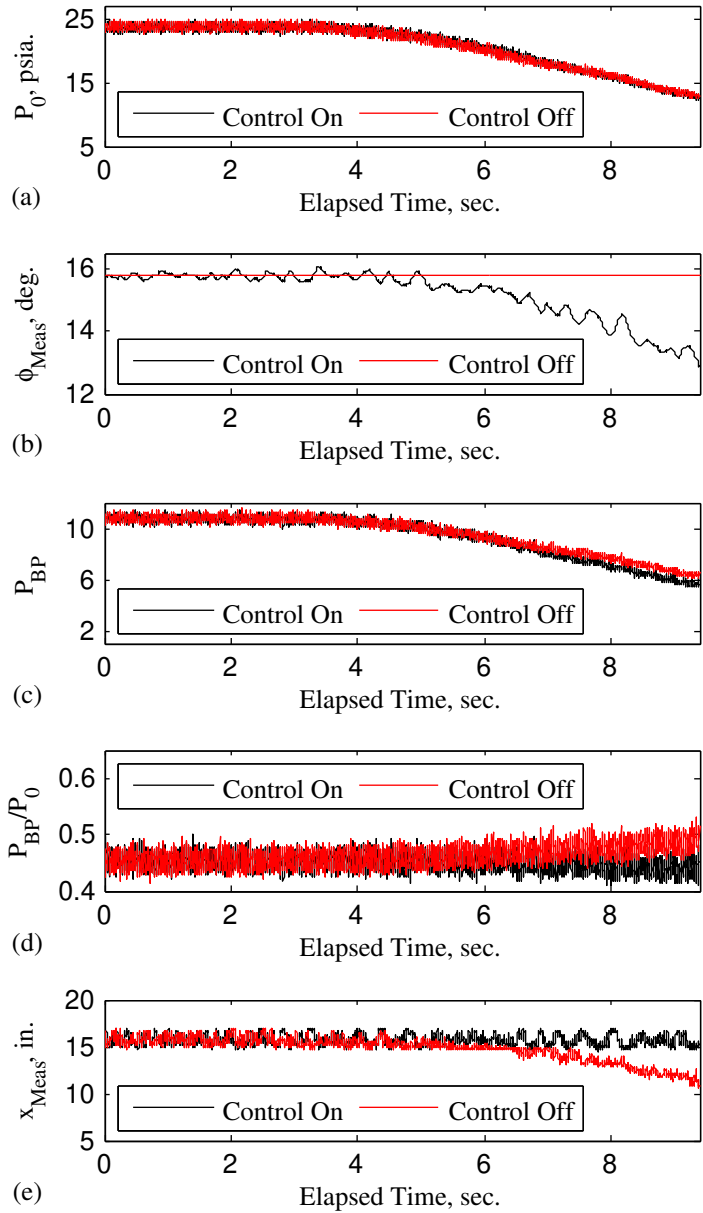 25
15
5
P0, psia.
Control On Control Off
0 2 4 6 8
Elapsed Time, sec.
(a)
16
14
12
ϕMeas, deg.
Control On Control Off
0 2 4 6 8
Elapsed Time, sec.
(b)
10
6
2
PBP
Control On Control Off
0 2 4 6 8
Elapsed Time, sec.
(c)
0.6
0.5
0.4
PBP/P0
Control On Control Off
0 2 4 6 8
Elapsed Time, sec.
(d)
20
15
10
5
xMeas, in.
Control On Control Off
0 2 4 6 8
Elapsed Time, sec.
(e)